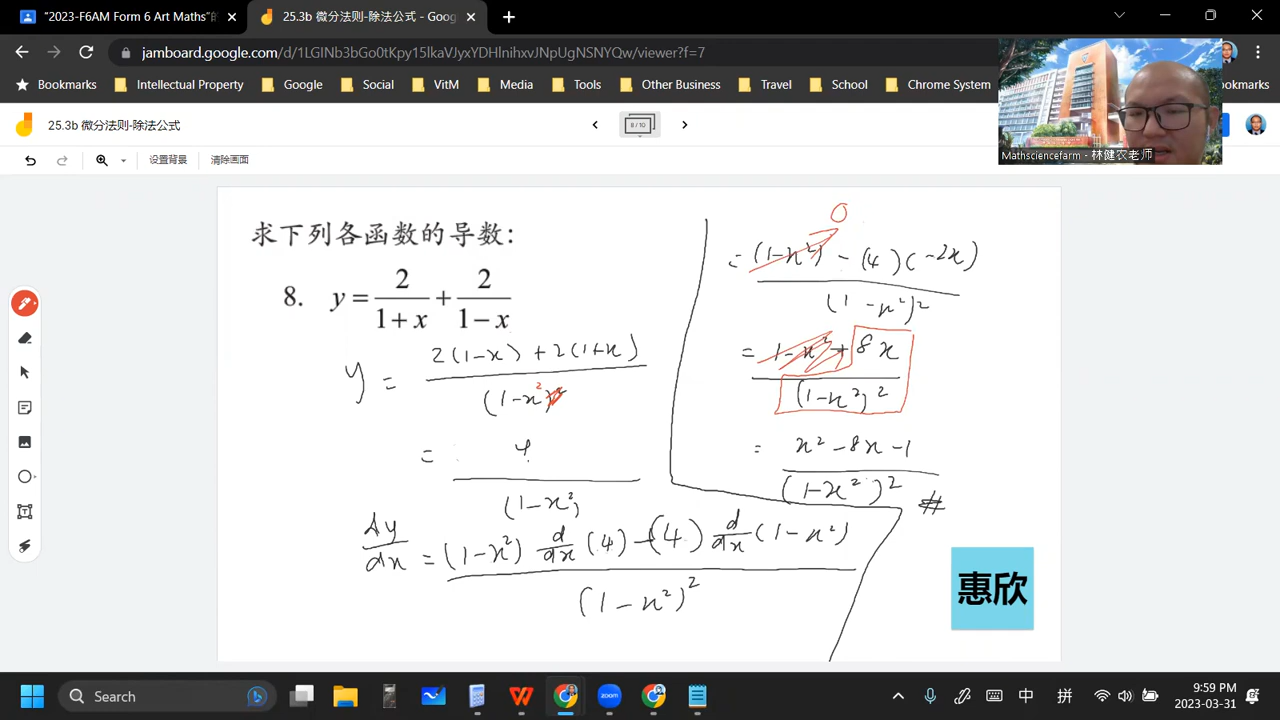 "2023-F6AM Form 6 Art Maths"的
25.3b 微分法则-除法公式 - Goog
Bookmarks
Intellectual Property
Google
Social
VitM
Media
Tools
Other Business
Travel
School
Chrome System
Bookmarks
25.3b 微分法则-除法公式
8 / 10
设置背景
清除画面
Mathsciencefarm - 林健农老师
求下列各函数的导数:
8. y = 2/(1 + x) + 2/(1 − x)
y = (2(1-x) + 2(1+x))/(1-x²)
= 4/(1-x²)
dy/dx = ((1-x²) d/dx (4) - (4) d/dx (1-x²))/(1-x²)²
0
= ((1-x²) - (4)(-2x))/(1-x²)²
= (1-x²+8x)/(1-x²)²
= (x²-8x-1)/(1-x²)² #
惠欣
Search
中
拼
9:59 PM
2023-03-31